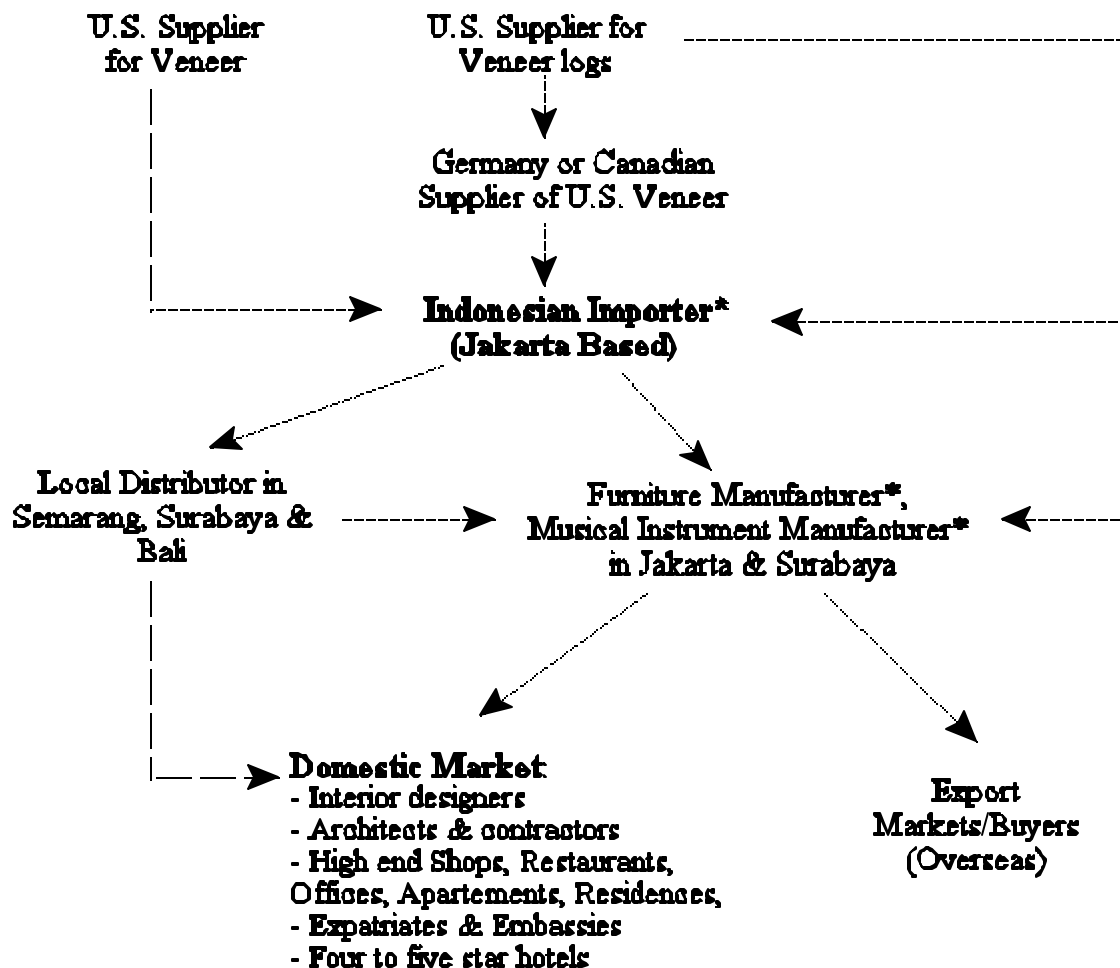 U.S. Supplier
for Veneer
U.S. Supplier for
Veneer logs
Germany or Canadian
Supplier of U.S. Veneer
Indonesian Importer*
(Jakarta Based)
Local Distributor in
Semarang, Surabaya &
Bali
Furniture Manufacturer*,
Musical Instrument Manufacturer*
in Jakarta & Surabaya
Domestic Market
- Interior designers
- Architects & contractors
- High end Shops, Restaurants,
Offices, Apartements, Residences,
- Expatriates & Embassies
- Four to five star hotels
Export
Markets/Buyers
(Overseas)